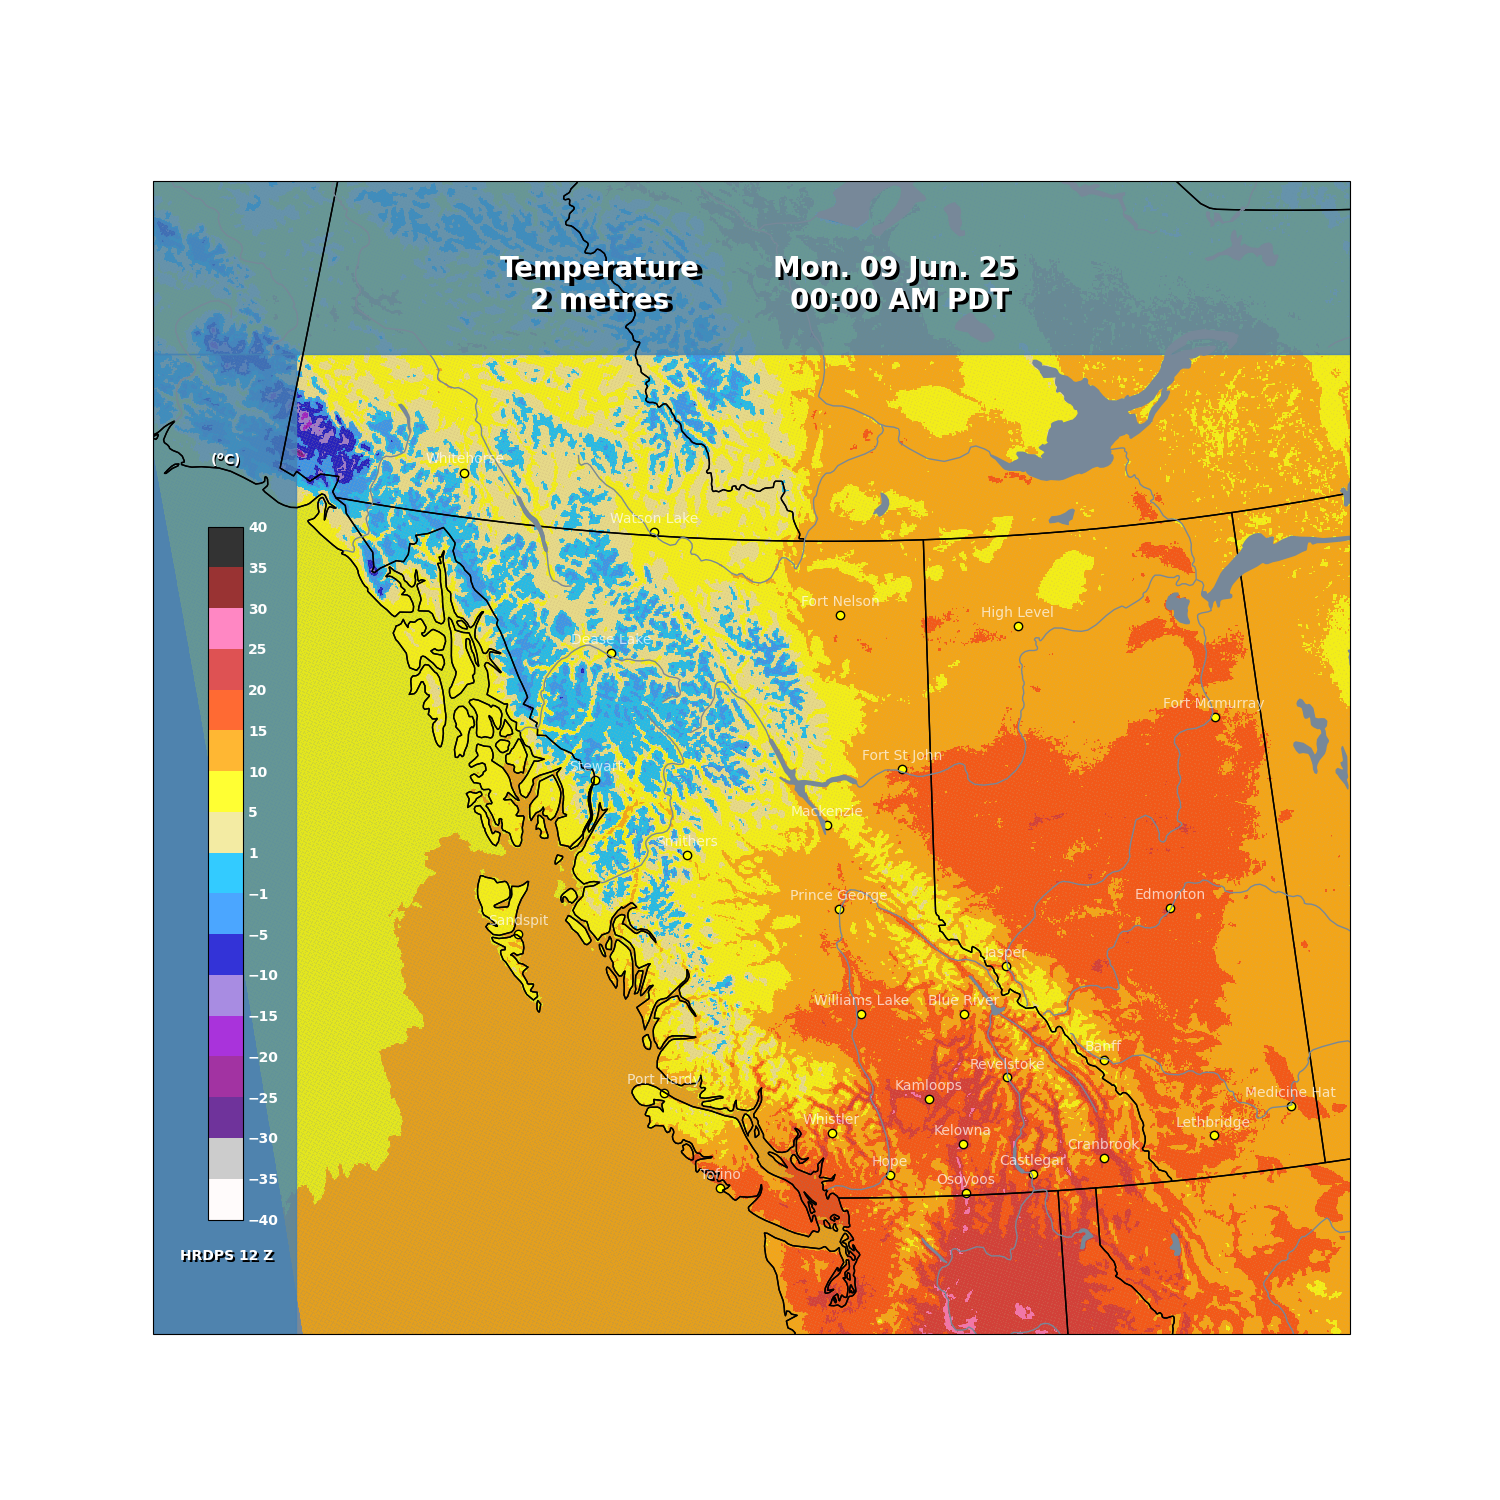 Temperature
2 metres
Mon. 09 Jun. 25
00:00 AM PDT
(°C)
40
35
30
25
20
15
10
5
1
−1
−5
−10
−15
−20
−25
−30
−35
−40
HRDPS 12 Z
Whitehorse
Watson Lake
Fort Nelson
High Level
Dease Lake
Fort Mcmurray
Fort St John
Stewart
Mackenzie
Smithers
Prince George
Edmonton
Sandspit
Jasper
Williams Lake
Blue River
Banff
Revelstoke
Port Hardy
Kamloops
Medicine Hat
Whistler
Lethbridge
Kelowna
Cranbrook
Hope
Castlegar
Tofino
Osoyoos